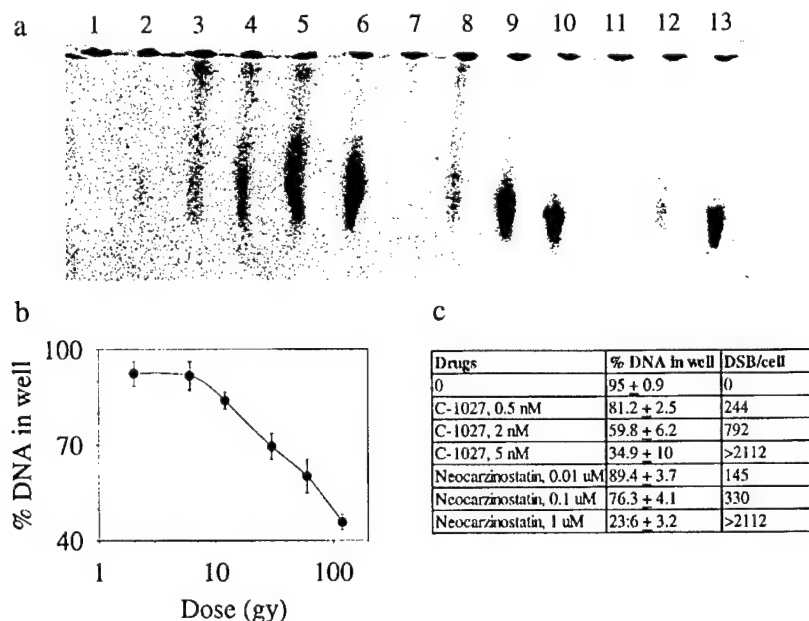 a
1 2 3 4 5 6 7 8 9 10 11 12 13
b
100
70
40
% DNA in well
1 10 100
Dose (gy)
c
Drugs % DNA in well DSB/cell
0 95 ± 0.9 0
C-1027, 0.5 nM 81.2 ± 2.5 244
C-1027, 2 nM 59.8 ± 6.2 792
C-1027, 5 nM 34.9 ± 10 >2112
Neocarzinostatin, 0.01 uM 89.4 ± 3.7 145
Neocarzinostatin, 0.1 uM 76.3 ± 4.1 330
Neocarzinostatin, 1 uM 23:6 ± 3.2 >2112